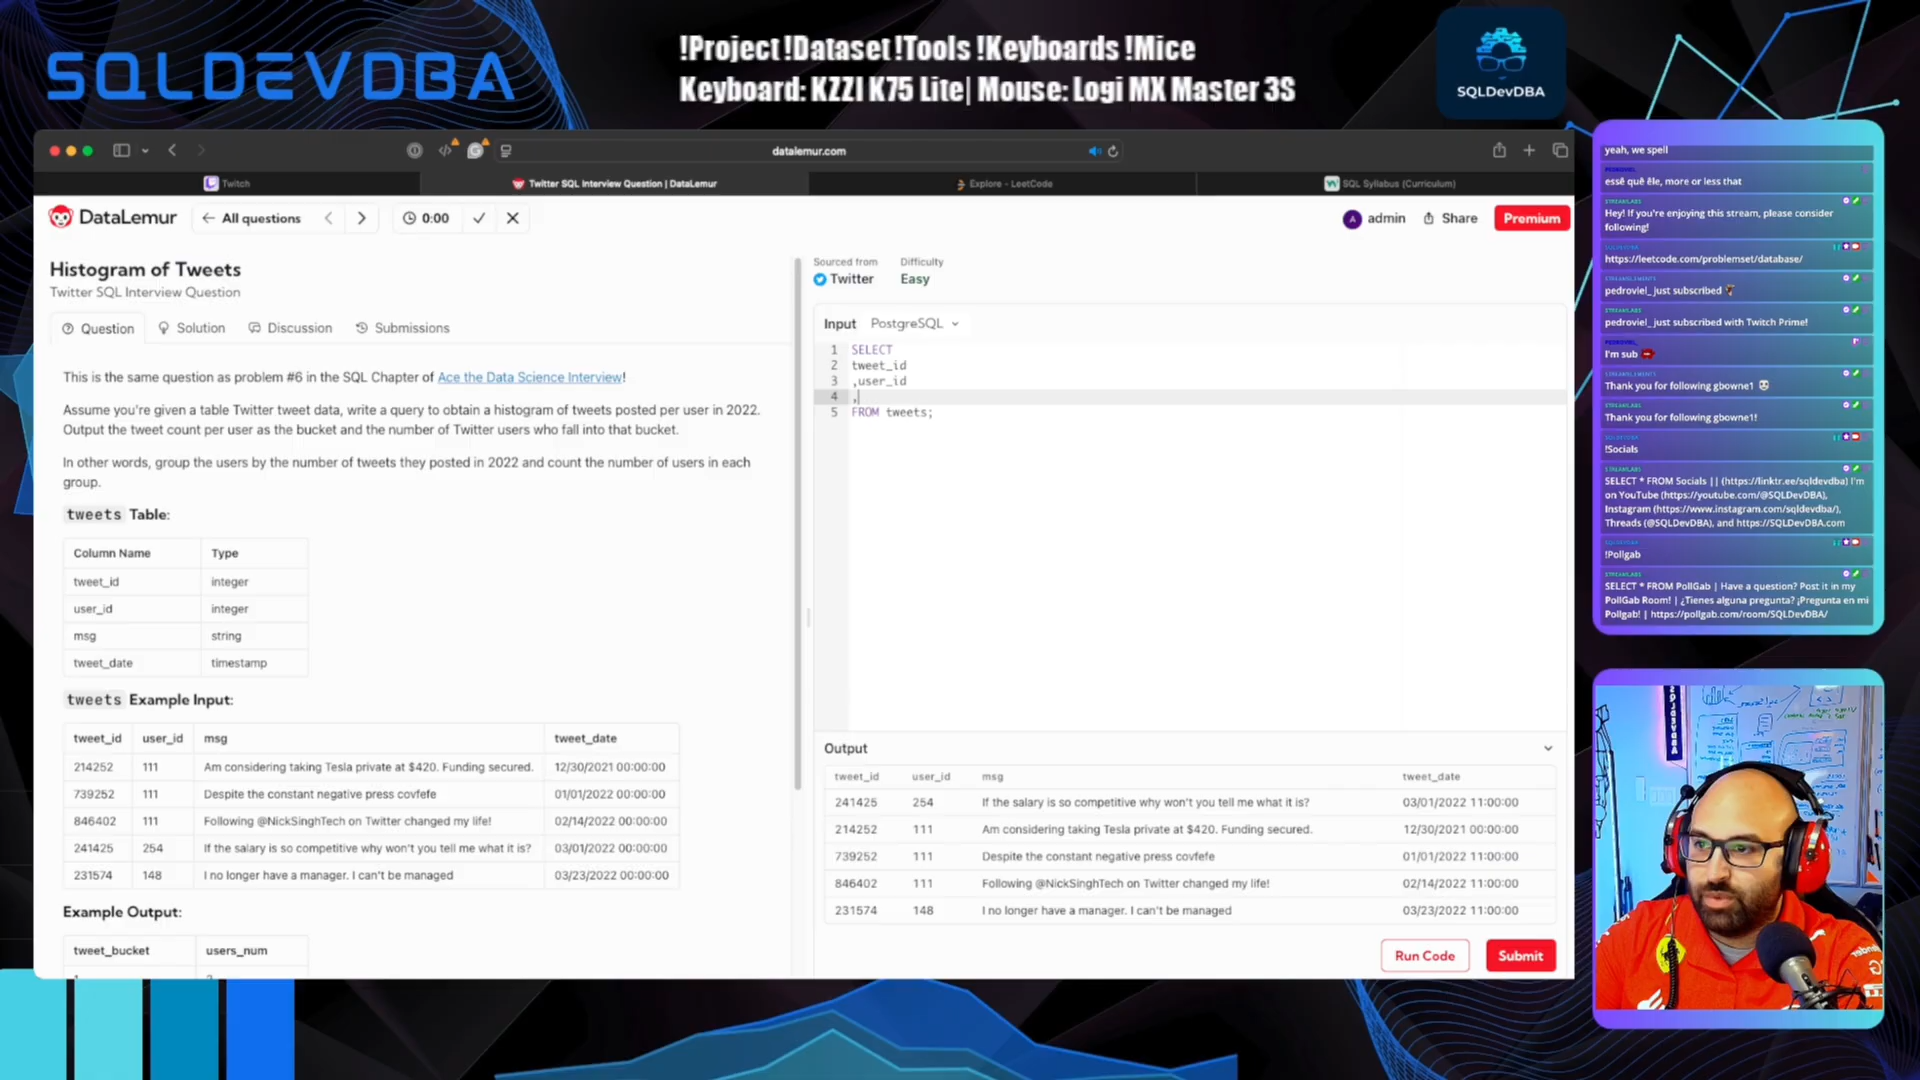 SQLDEVDBA
!Project !Dataset !Tools !Keyboards !Mice
Keyboard: KZZI K75 Lite| Mouse: Logi MX Master 3S
SQLDevDBA
datalemur.com
Twitch
Twitter SQL Interview Question | DataLemur
Explore - LeetCode
SQL Syllabus (Curriculum)
DataLemur
All questions
0:00
admin
Share
Premium
Histogram of Tweets
Twitter SQL Interview Question
Question
Solution
Discussion
Submissions
This is the same question as problem #6 in the SQL Chapter of Ace the Data Science Interview!
Assume you're given a table Twitter tweet data, write a query to obtain a histogram of tweets posted per user in 2022.
Output the tweet count per user as the bucket and the number of Twitter users who fall into that bucket.
In other words, group the users by the number of tweets they posted in 2022 and count the number of users in each
group.
tweets Table:
Column Name Type
tweet_id integer
user_id integer
msg string
tweet_date timestamp
tweets Example Input:
tweet_id user_id msg tweet_date
214252 111 Am considering taking Tesla private at $420. Funding secured. 12/30/2021 00:00:00
739252 111 Despite the constant negative press covfefe 01/01/2022 00:00:00
846402 111 Following @NickSinghTech on Twitter changed my life! 02/14/2022 00:00:00
241425 254 If the salary is so competitive why won't you tell me what it is? 03/01/2022 00:00:00
231574 148 I no longer have a manager. I can't be managed 03/23/2022 00:00:00
Example Output:
tweet_bucket users_num
Sourced from
Twitter
Difficulty
Easy
Input PostgreSQL
1 SELECT
2 tweet_id
3 ,user_id
4 ,
5 FROM tweets;
Output
tweet_id user_id msg tweet_date
241425 254 If the salary is so competitive why won't you tell me what it is? 03/01/2022 11:00:00
214252 111 Am considering taking Tesla private at $420. Funding secured. 12/30/2021 00:00:00
739252 111 Despite the constant negative press covfefe 01/01/2022 11:00:00
846402 111 Following @NickSinghTech on Twitter changed my life! 02/14/2022 11:00:00
231574 148 I no longer have a manager. I can't be managed 03/23/2022 11:00:00
Run Code
Submit
yeah, we spell
essê quê êle, more or less that
Hey! If you're enjoying this stream, please consider
following!
https://leetcode.com/problemset/database/
pedroviel_ just subscribed
pedroviel_ just subscribed with Twitch Prime!
I'm sub
Thank you for following gbowne1
Thank you for following gbowne1!
!Socials
SELECT * FROM Socials || (https://linktr.ee/sqldevdba) I'm
on YouTube (https://youtube.com/@SQLDevDBA),
Instagram (https://www.instagram.com/sqldevdba/),
Threads (@SQLDevDBA), and https://SQLDevDBA.com
!Pollgab
SELECT * FROM PollGab | Have a question? Post it in my
PollGab Room! | ¿Tienes alguna pregunta? ¡Pregunta en mi
Pollgab! | https://pollgab.com/room/SQLDevDBA/